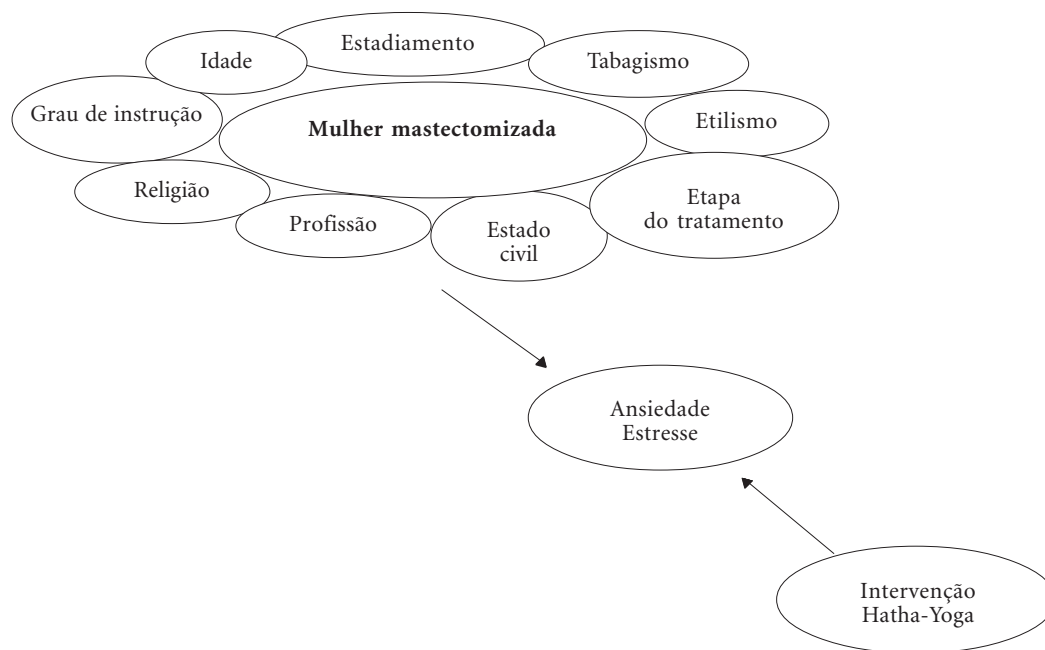 Estadiamento
Idade
Tabagismo
Grau de instrução
Mulher mastectomizada
Etilismo
Religião
Profissão
Estado
civil
Etapa
do tratamento
Ansiedade
Estresse
Intervenção
Hatha-Yoga